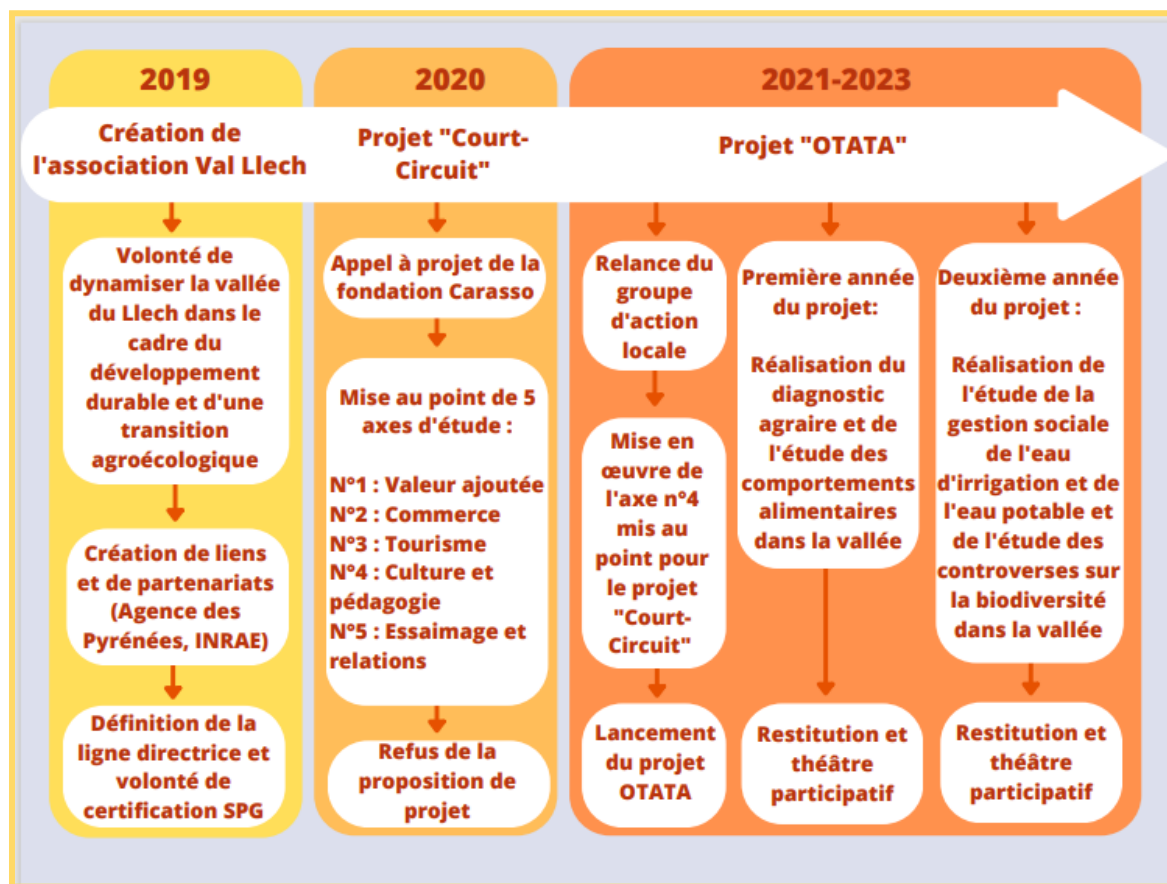 2019
Création de
l'association Val Llech
Volonté de
dynamiser la vallée
du Llech dans le
cadre du
développement
durable et d'une
transition
agroécologique
Création de liens
et de partenariats
(Agence des
Pyrénées, INRAE)
Définition de la
ligne directrice et
volonté de
certification SPG
2020
Projet "Court-
Circuit"
Appel à projet de la
fondation Carasso
Mise au point de 5
axes d'étude :
N°1 : Valeur ajoutée
N°2 : Commerce
N°3 : Tourisme
N°4 : Culture et
pédagogie
N°5 : Essaimage et
relations
Refus de la
proposition de
projet
2021-2023
Projet "OTATA"
Relance du
groupe
d'action
locale
Mise en
œuvre de
l'axe n°4
mis au
point pour
le projet
"Court-
Circuit"
Lancement
du projet
OTATA
Première année
du projet:
Réalisation du
diagnostic
agraire et de
l'étude des
comportements
alimentaires
dans la vallée
Restitution et
théâtre
participatif
Deuxième année
du projet :
Réalisation de
l'étude de la
gestion sociale
de l'eau
d'irrigation et de
l'eau potable et
de l'étude des
controverses sur
la biodiversité
dans la vallée
Restitution et
théâtre
participatif